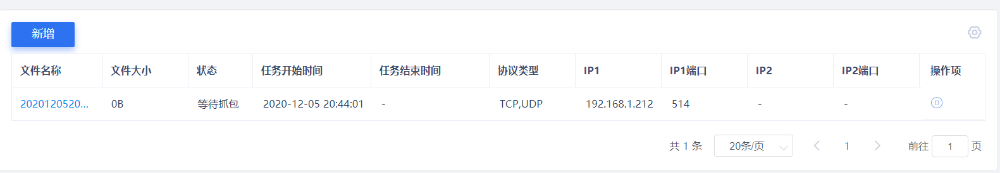 新增
文件名称 文件大小 状态 任务开始时间 任务结束时间 协议类型 IP1 IP1端口 IP2 IP2端口 操作项
2020120520... 0B 等待抓包 2020-12-05 20:44:01 - TCP,UDP 192.168.1.212 514 - -
共 1 条 20条/页 1 前往 1 页